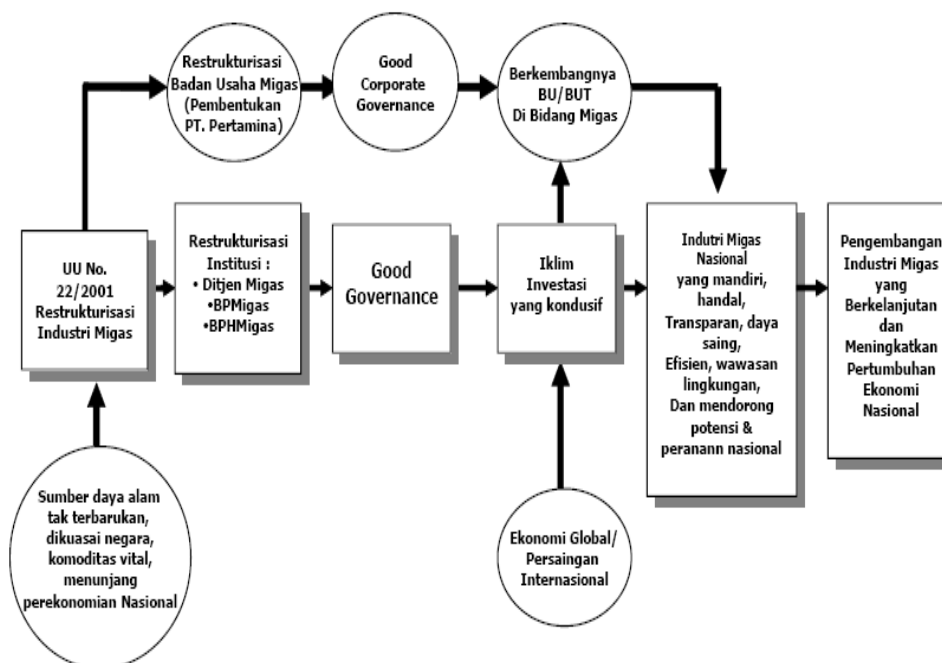 Restrukturisasi
Badan Usaha Migas
(Pembentukan
PT. Pertamina)
Good
Corporate
Governance
Berkembangnya
BU/BUT
Di Bidang Migas
UU No.
22/2001
Restrukturisasi
Industri Migas
Restrukturisasi
Institusi :
• Ditjen Migas
•BPMigas
•BPHMigas
Good
Governance
Iklim
Investasi
yang kondusif
Indutri Migas
Nasional
yang mandiri,
handal,
Transparan, daya
saing,
Efisien, wawasan
lingkungan,
Dan mendorong
potensi &
peranann nasional
Pengembangan
Industri Migas
yang
Berkelanjutan
dan
Meningkatkan
Pertumbuhan
Ekonomi
Nasional
Sumber daya alam
tak terbarukan,
dikuasai negara,
komoditas vital,
menunjang
perekonomian Nasional
Ekonomi Global/
Persaingan
Internasional